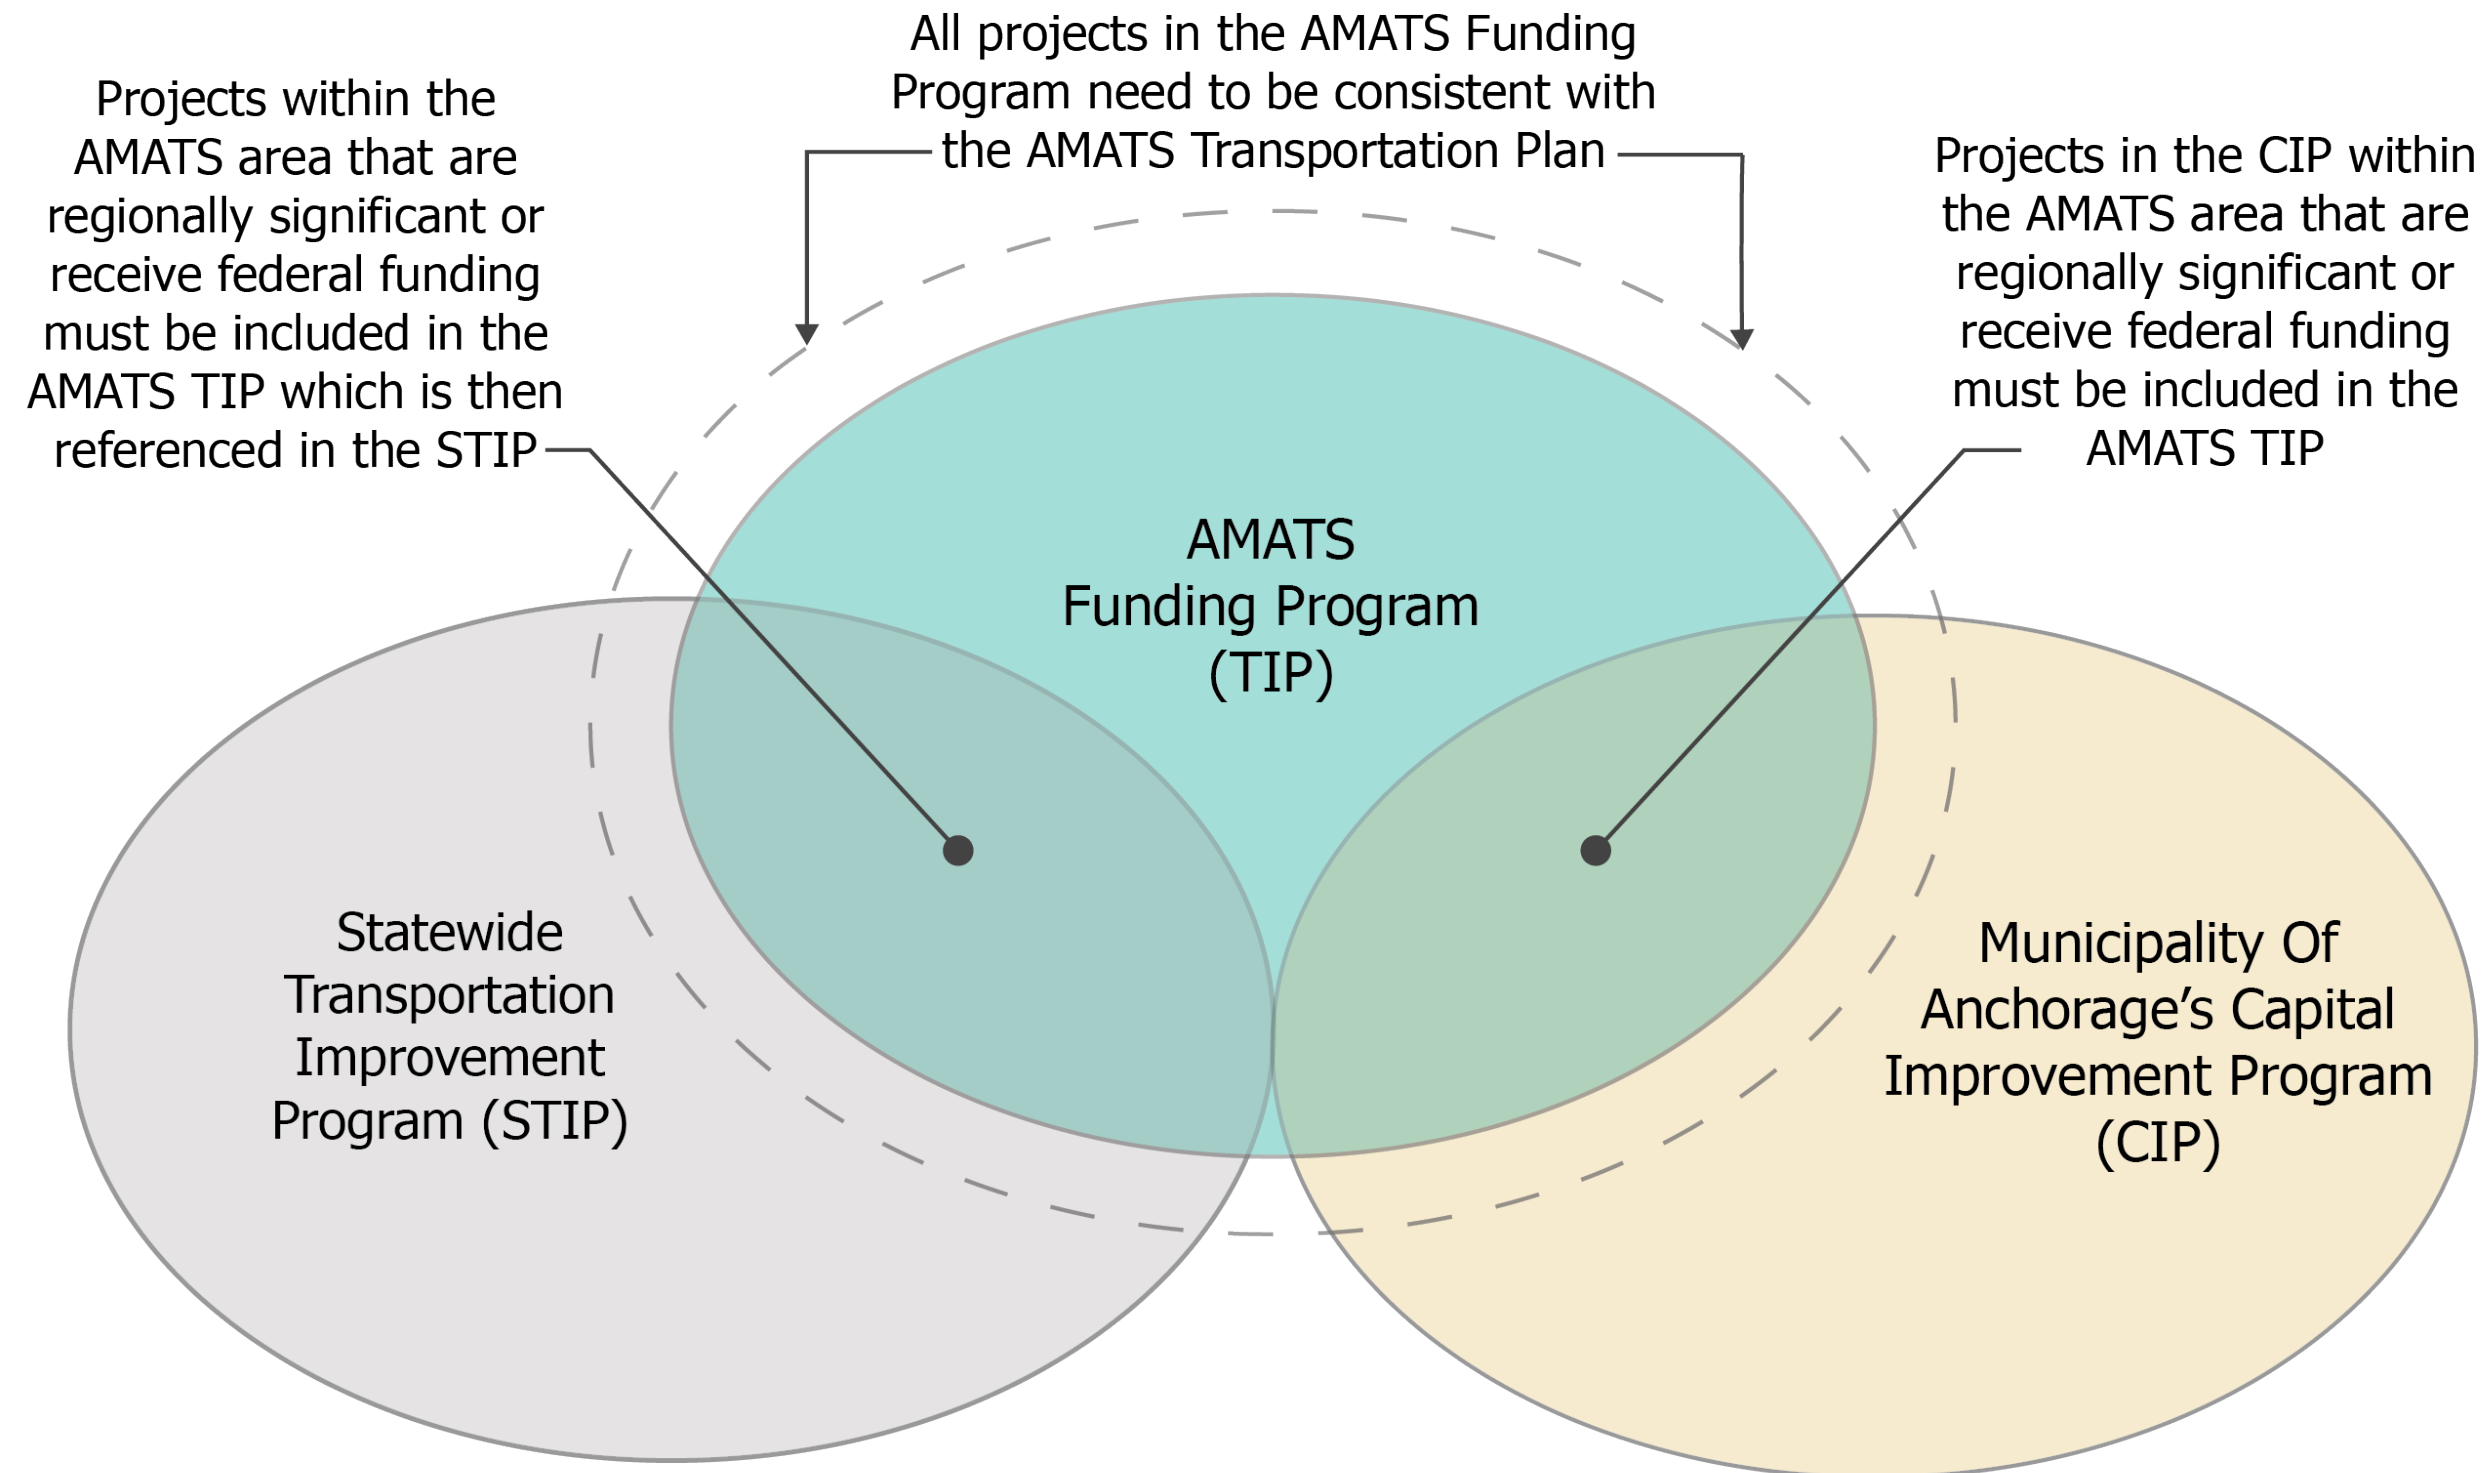 All projects in the AMATS Funding
Program need to be consistent with
the AMATS Transportation Plan
Projects within the
AMATS area that are
regionally significant or
receive federal funding
must be included in the
AMATS TIP which is then
referenced in the STIP
Projects in the CIP within
the AMATS area that are
regionally significant or
receive federal funding
must be included in the
AMATS TIP
AMATS
Funding Program
(TIP)
Statewide
Transportation
Improvement
Program (STIP)
Municipality Of
Anchorage’s Capital
Improvement Program
(CIP)